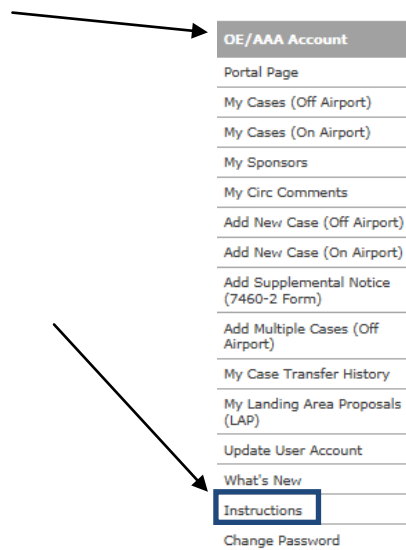 OE/AAA Account
Portal Page
My Cases (Off Airport)
My Cases (On Airport)
My Sponsors
My Circ Comments
Add New Case (Off Airport)
Add New Case (On Airport)
Add Supplemental Notice
(7460-2 Form)
Add Multiple Cases (Off
Airport)
My Case Transfer History
My Landing Area Proposals
(LAP)
Update User Account
What's New
Instructions
Change Password